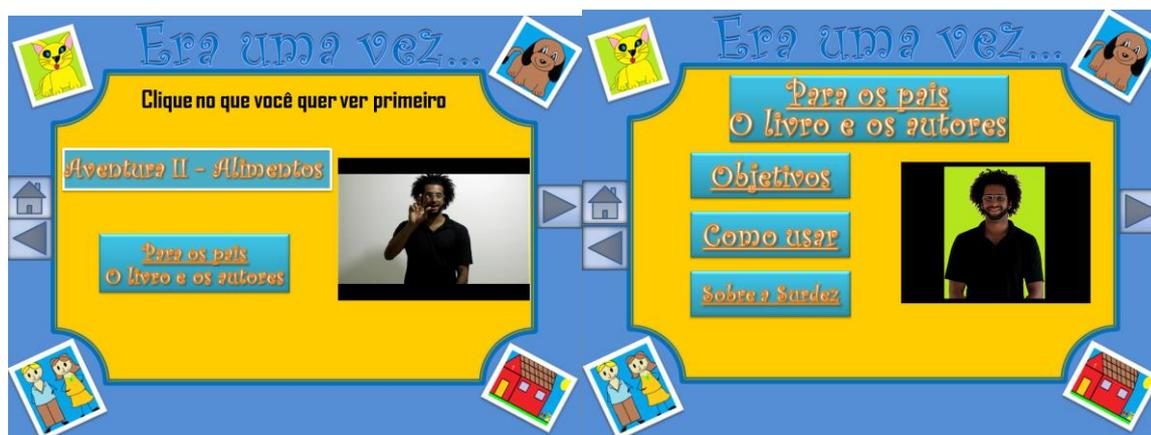 Era uma vez...
Clique no que você quer ver primeiro
Aventura II - Alimentos
Para os pais
O livro e os autores
Era uma vez...
Para os pais
O livro e os autores
Objetivos
Como usar
Sobre a Surdez